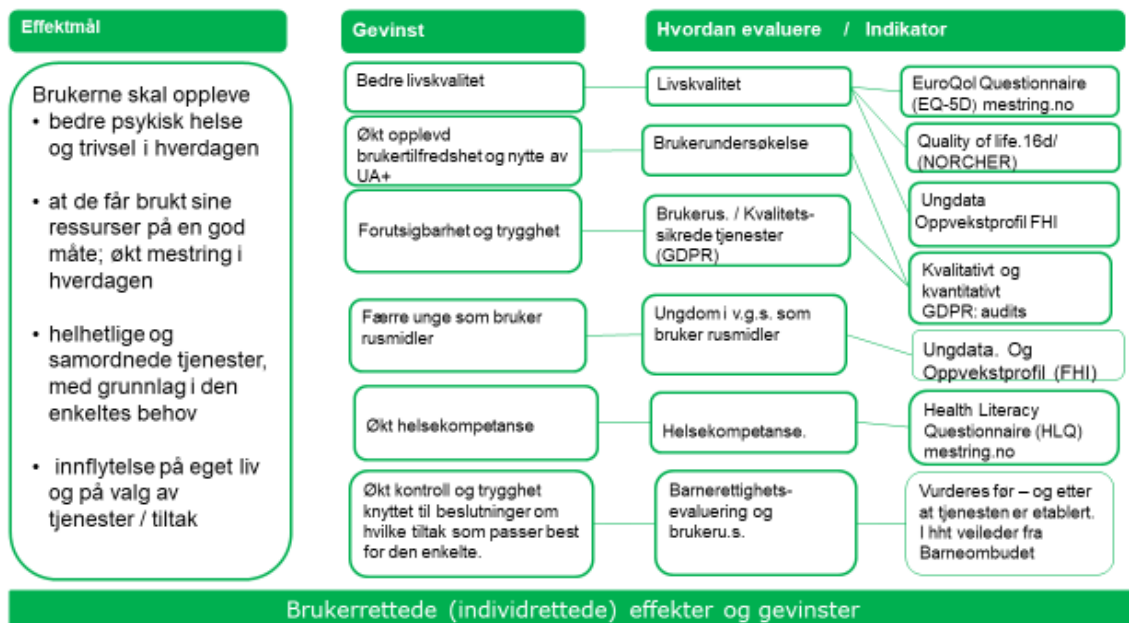 Effektmål
Gevinst
Hvordan evaluere / Indikator
Brukerne skal oppleve
• bedre psykisk helse
og trivsel i hverdagen
• at de får brukt sine
ressurser på en god
måte; økt mestring i
hverdagen
• helhetlige og
samordnede tjenester,
med grunnlag i den
enkeltes behov
• innflytelse på eget liv
og på valg av
tjenester / tiltak
Bedre livskvalitet
Livskvalitet
EuroQol Questionnaire
(EQ-5D) mestring.no
Quality of life.16d/
(NORCHER)
Ungdata
Oppvekstprofil FHI
Økt opplevd
brukertilfredshet og nytte av
UA+
Brukerundersøkelse
Forutsigbarhet og trygghet
Brukerus. / Kvalitets-
sikrede tjenester
(GDPR)
Kvalitativt og
kvantitativt
GDPR: audits
Færre unge som bruker
rusmidler
Ungdom i v.g.s. som
bruker rusmidler
Ungdata. Og
Oppvekstprofil (FHI)
Økt helsekompetanse
Helsekompetanse.
Health Literacy
Questionnaire (HLQ)
mestring.no
Økt kontroll og trygghet
knyttet til beslutninger om
hvilke tiltak som passer best
for den enkelte.
Barnerettighets-
evaluering og
brukeru.s.
Vurderes før – og etter
at tjenesten er etablert.
I hht veileder fra
Barneombudet
Brukerrettede (individrettede) effekter og gevinster